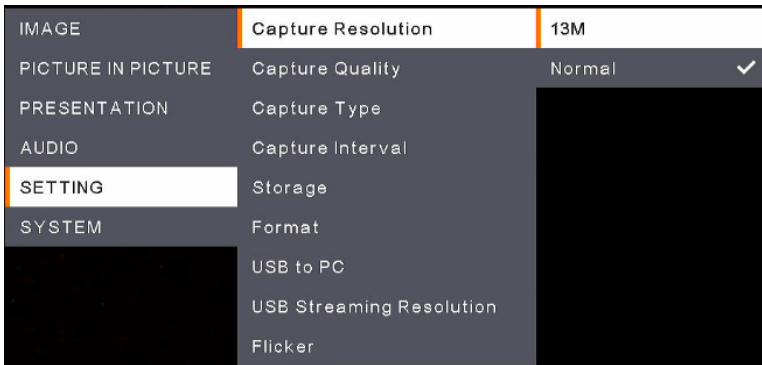 IMAGE
PICTURE IN PICTURE
PRESENTATION
AUDIO
SETTING
SYSTEM
Capture Resolution
Capture Quality
Capture Type
Capture Interval
Storage
Format
USB to PC
USB Streaming Resolution
Flicker
13M
Normal